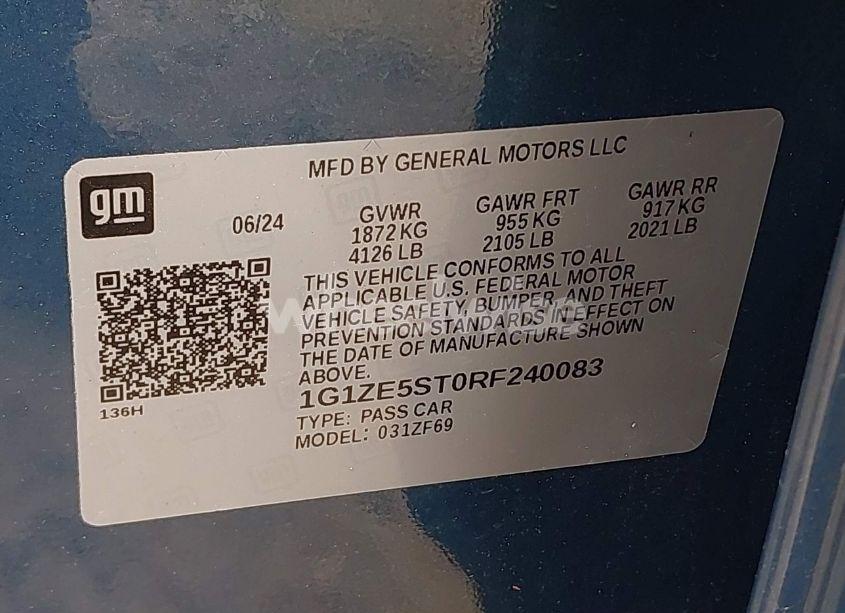 MFD BY GENERAL MOTORS LLC
gm
06/24
GVWR
1872 KG
4126 LB
GAWR FRT
955 KG
2105 LB
GAWR RR
917 KG
2021 LB
THIS VEHICLE CONFORMS TO ALL
APPLICABLE U.S. FEDERAL MOTOR
VEHICLE SAFETY, BUMPER, AND THEFT
PREVENTION STANDARDS IN EFFECT ON
THE DATE OF MANUFACTURE SHOWN
ABOVE.
1G1ZE5ST0RF240083
TYPE: PASS CAR
MODEL: 031ZF69
136H